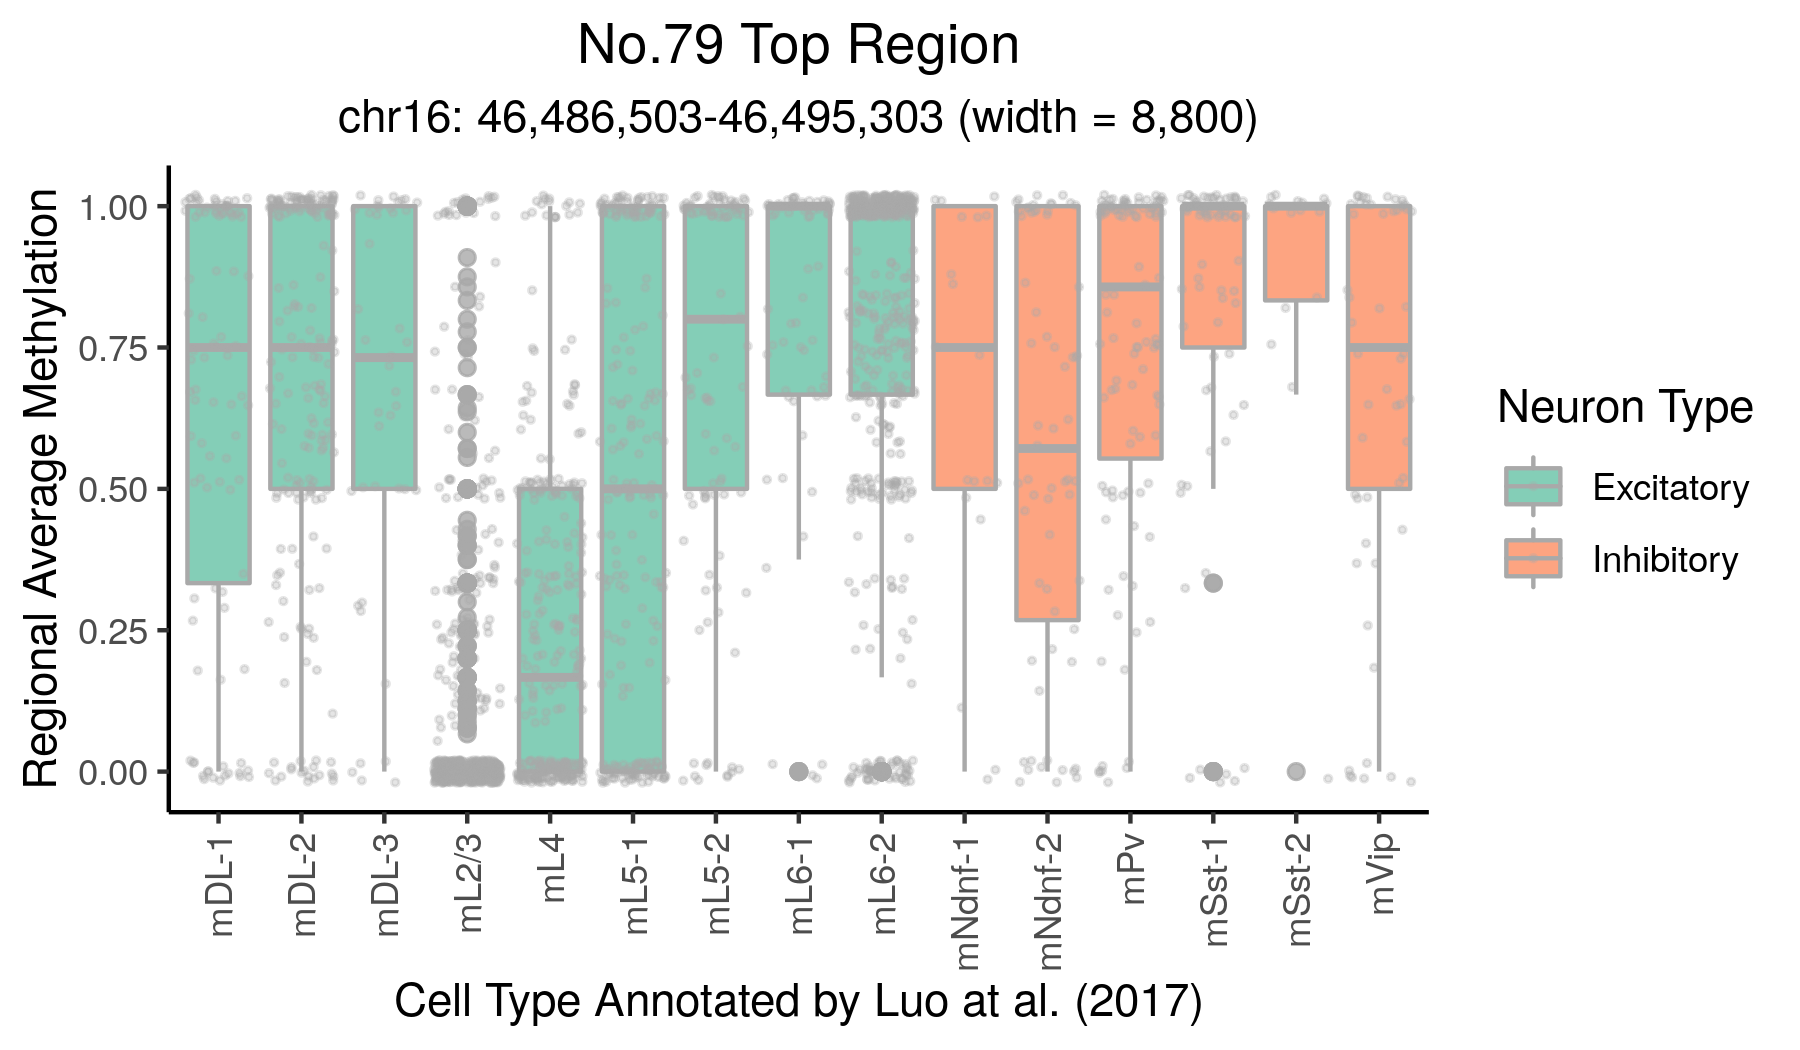 No.79 Top Region
chr16: 46,486,503-46,495,303 (width = 8,800)
Regional Average Methylation
1.00
0.75
0.50
0.25
0.00
mDL-1
mDL-2
mDL-3
mL2/3
mL4
mL5-1
mL5-2
mL6-1
mL6-2
mNdnf-1
mNdnf-2
mPv
mSst-1
mSst-2
mVip
Cell Type Annotated by Luo at al. (2017)
Neuron Type
Excitatory
Inhibitory